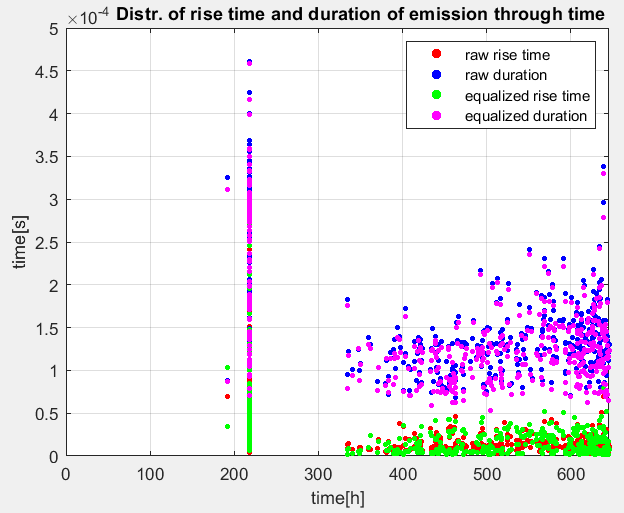 ×10⁻⁴ Distr. of rise time and duration of emission through time
5
4.5
4
3.5
3
2.5
2
1.5
1
0.5
0
time[s]
raw rise time
raw duration
equalized rise time
equalized duration
0 100 200 300 400 500 600
time[h]